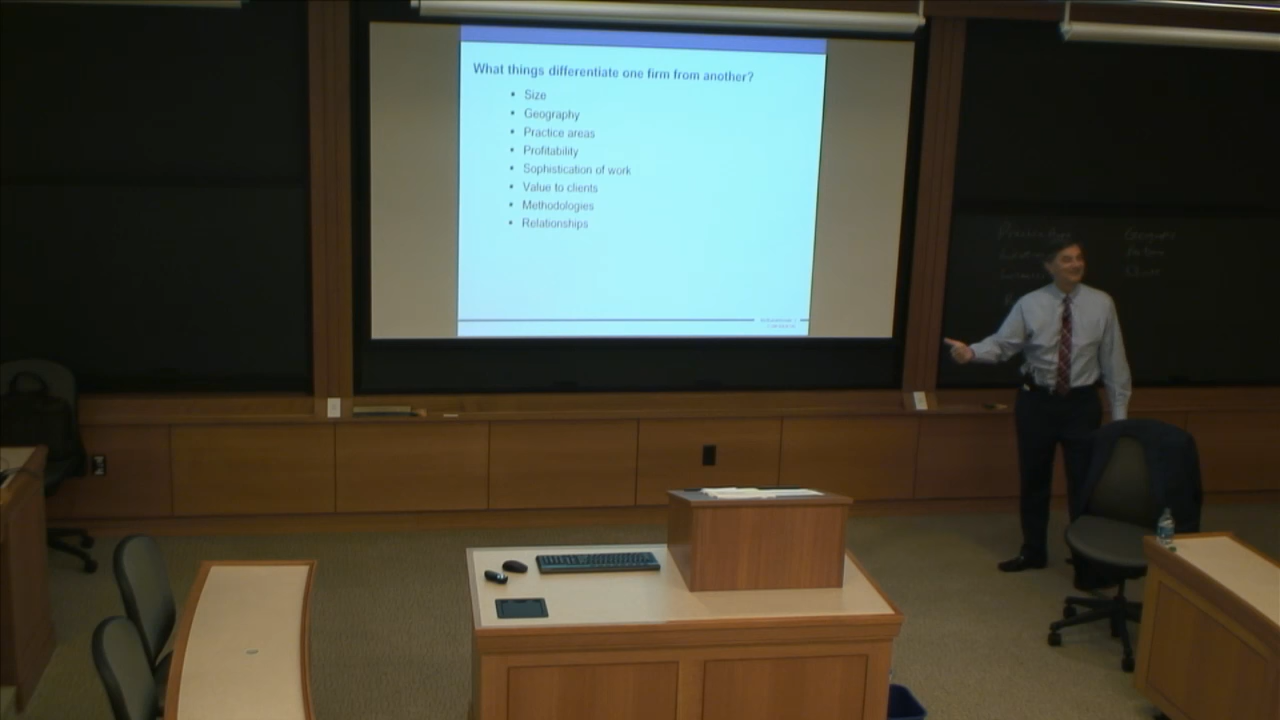 What things differentiate one firm from another?
• Size
• Geography
• Practice areas
• Profitability
• Sophistication of work
• Value to clients
• Methodologies
• Relationships